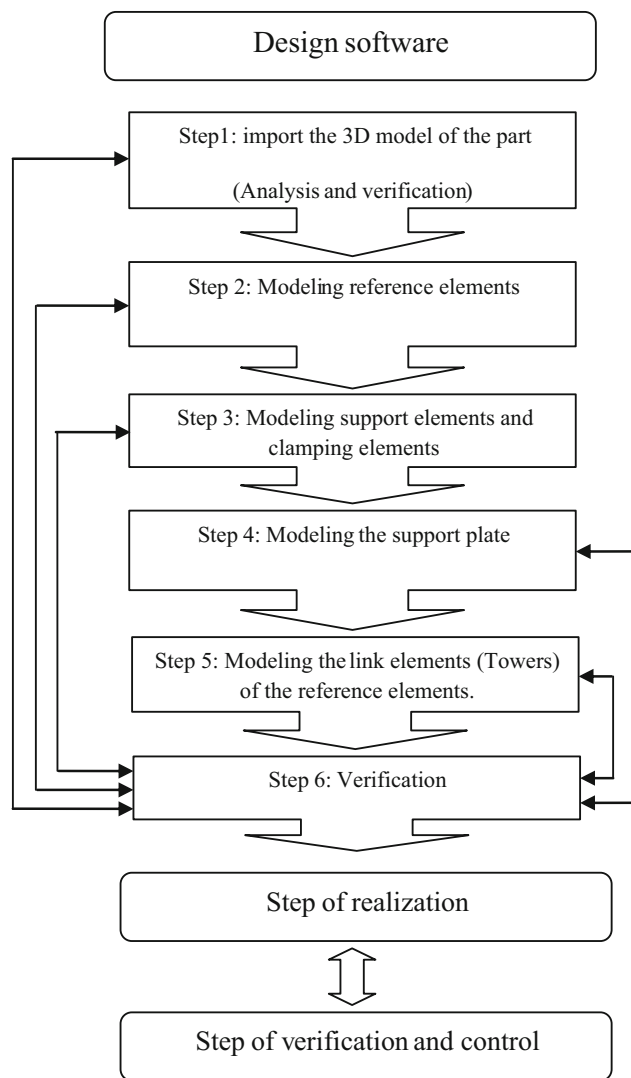 Design software
Step1: import the 3D model of the part
(Analysis and verification)
Step 2: Modeling reference elements
Step 3: Modeling support elements and
clamping elements
Step 4: Modeling the support plate
Step 5: Modeling the link elements (Towers)
of the reference elements.
Step 6: Verification
Step of realization
Step of verification and control